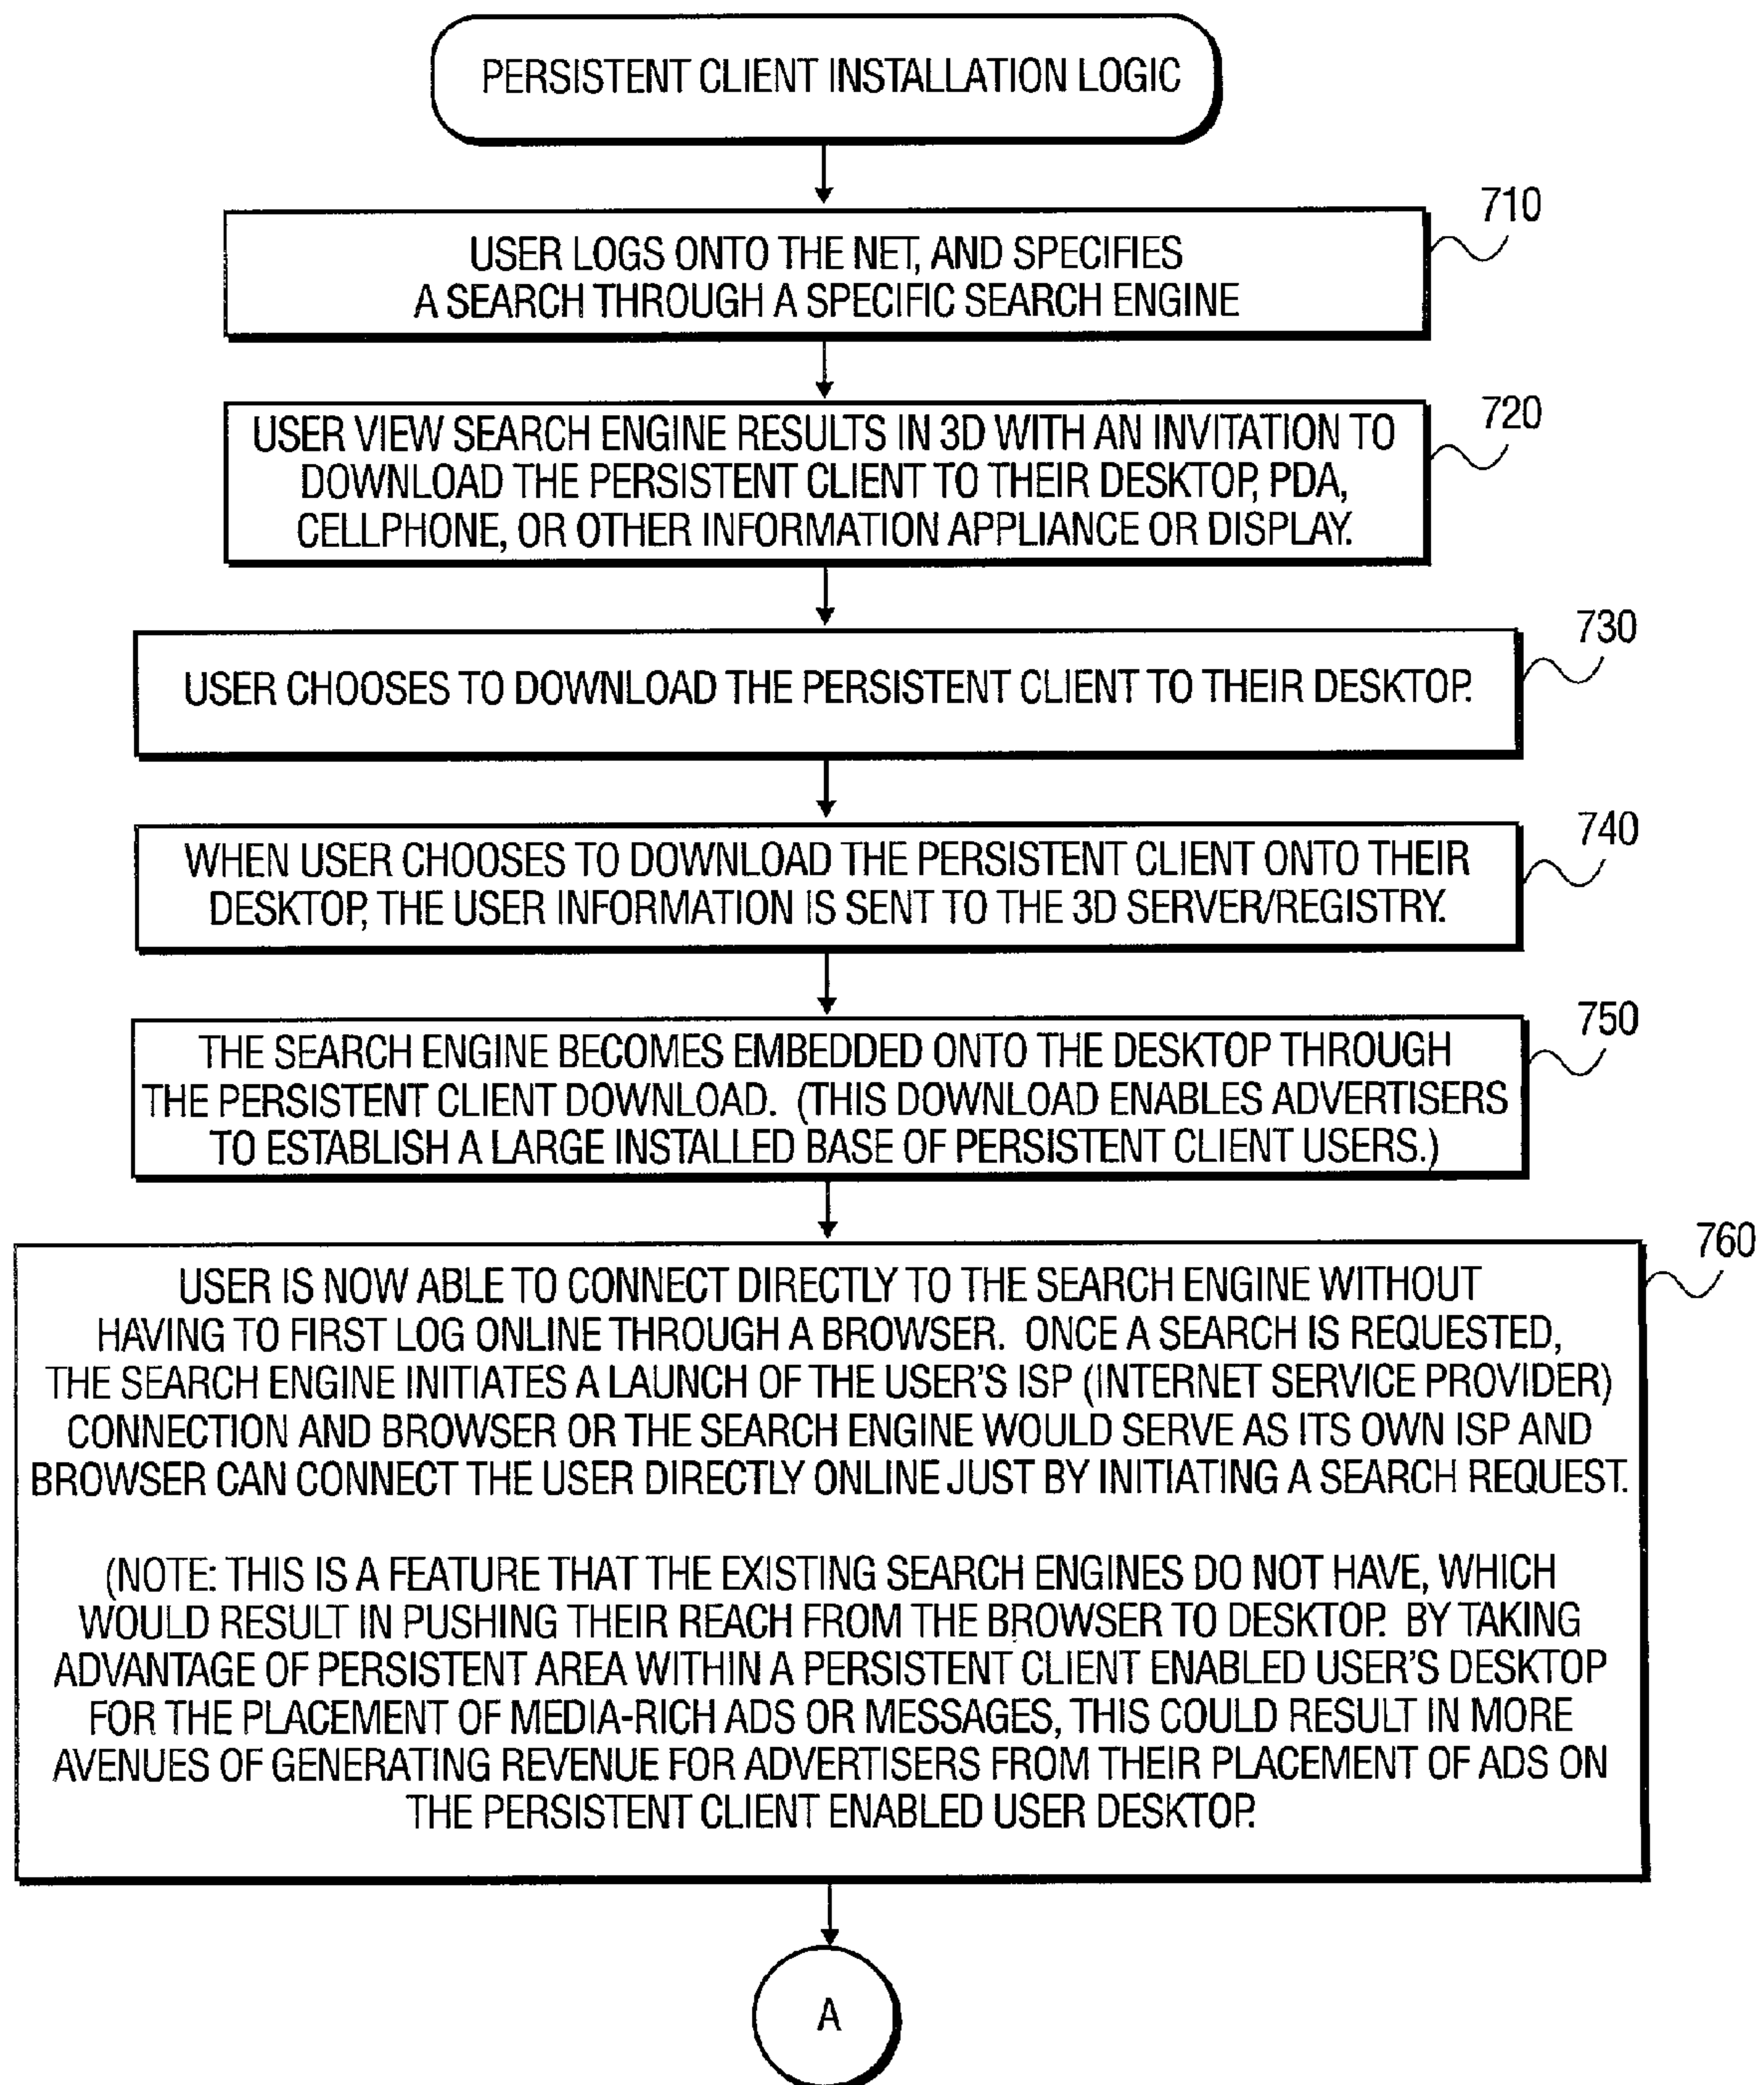 PERSISTENT CLIENT INSTALLATION LOGIC
710
USER LOGS ONTO THE NET, AND SPECIFIES
A SEARCH THROUGH A SPECIFIC SEARCH ENGINE
720
USER VIEW SEARCH ENGINE RESULTS IN 3D WITH AN INVITATION TO
DOWNLOAD THE PERSISTENT CLIENT TO THEIR DESKTOP, PDA,
CELLPHONE, OR OTHER INFORMATION APPLIANCE OR DISPLAY.
730
USER CHOOSES TO DOWNLOAD THE PERSISTENT CLIENT TO THEIR DESKTOP.
740
WHEN USER CHOOSES TO DOWNLOAD THE PERSISTENT CLIENT ONTO THEIR
DESKTOP, THE USER INFORMATION IS SENT TO THE 3D SERVER/REGISTRY.
750
THE SEARCH ENGINE BECOMES EMBEDDED ONTO THE DESKTOP THROUGH
THE PERSISTENT CLIENT DOWNLOAD. (THIS DOWNLOAD ENABLES ADVERTISERS
TO ESTABLISH A LARGE INSTALLED BASE OF PERSISTENT CLIENT USERS.)
760
USER IS NOW ABLE TO CONNECT DIRECTLY TO THE SEARCH ENGINE WITHOUT
HAVING TO FIRST LOG ONLINE THROUGH A BROWSER. ONCE A SEARCH IS REQUESTED,
THE SEARCH ENGINE INITIATES A LAUNCH OF THE USER'S ISP (INTERNET SERVICE PROVIDER)
CONNECTION AND BROWSER OR THE SEARCH ENGINE WOULD SERVE AS ITS OWN ISP AND
BROWSER CAN CONNECT THE USER DIRECTLY ONLINE JUST BY INITIATING A SEARCH REQUEST.
(NOTE: THIS IS A FEATURE THAT THE EXISTING SEARCH ENGINES DO NOT HAVE, WHICH
WOULD RESULT IN PUSHING THEIR REACH FROM THE BROWSER TO DESKTOP. BY TAKING
ADVANTAGE OF PERSISTENT AREA WITHIN A PERSISTENT CLIENT ENABLED USER'S DESKTOP
FOR THE PLACEMENT OF MEDIA-RICH ADS OR MESSAGES, THIS COULD RESULT IN MORE
AVENUES OF GENERATING REVENUE FOR ADVERTISERS FROM THEIR PLACEMENT OF ADS ON
THE PERSISTENT CLIENT ENABLED USER DESKTOP.
A